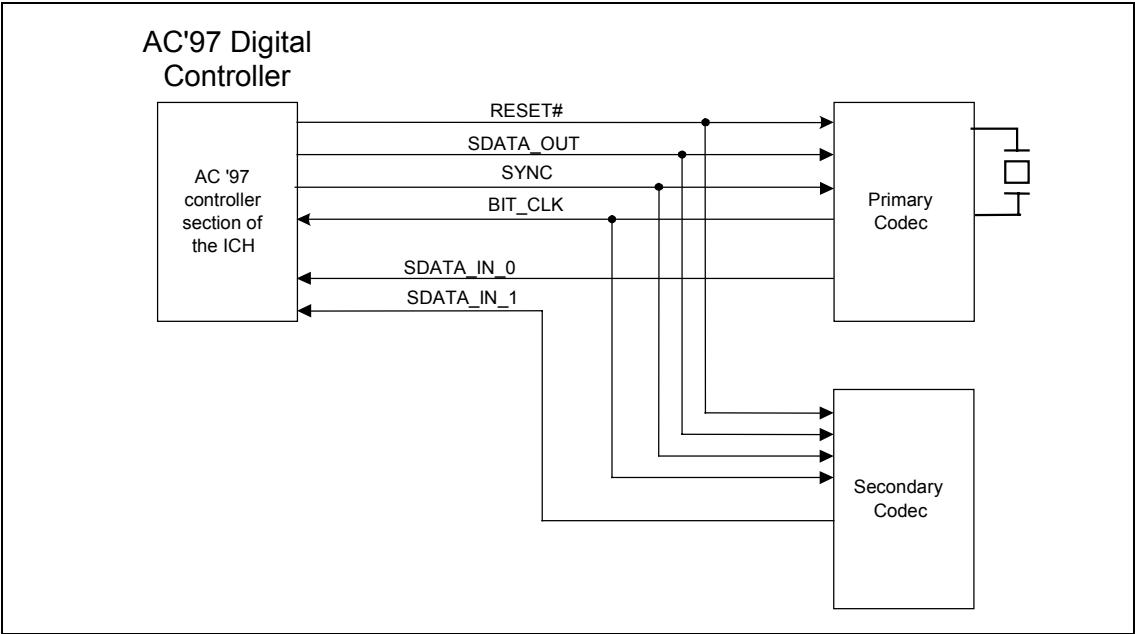 AC'97 Digital
Controller
RESET#
SDATA_OUT
SYNC
BIT_CLK
SDATA_IN_0
SDATA_IN_1
AC '97
controller
section of
the ICH
Primary
Codec
Secondary
Codec